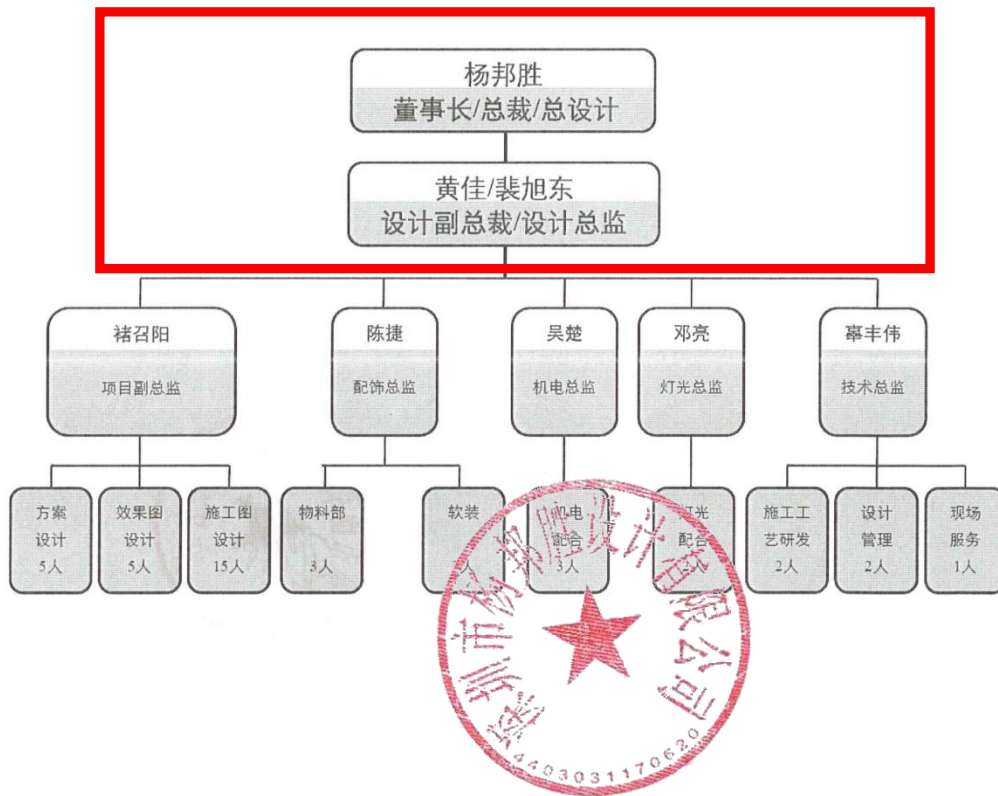 杨邦胜
董事长/总裁/总设计
黄佳/裴旭东
设计副总裁/设计总监
褚召阳
项目副总监
陈捷
配饰总监
吴楚
机电总监
邓亮
灯光总监
辜丰伟
技术总监
方案
设计
5人
效果图
设计
5人
施工图
设计
15人
物料部
3人
软装
人
机电
配合
3人
灯光
配合
2人
施工工
艺研发
2人
设计
管理
2人
现场
服务
1人
深圳市杨邦胜设计有限公司
4403031170620